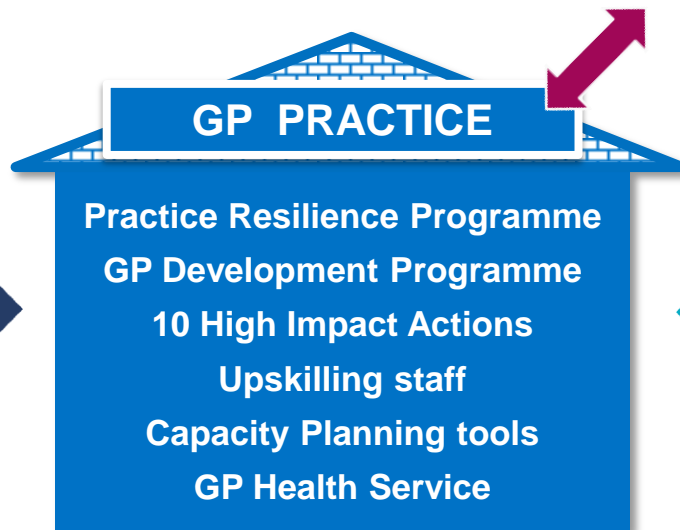 GP PRACTICE
Practice Resilience Programme
GP Development Programme
10 High Impact Actions
Upskilling staff
Capacity Planning tools
GP Health Service